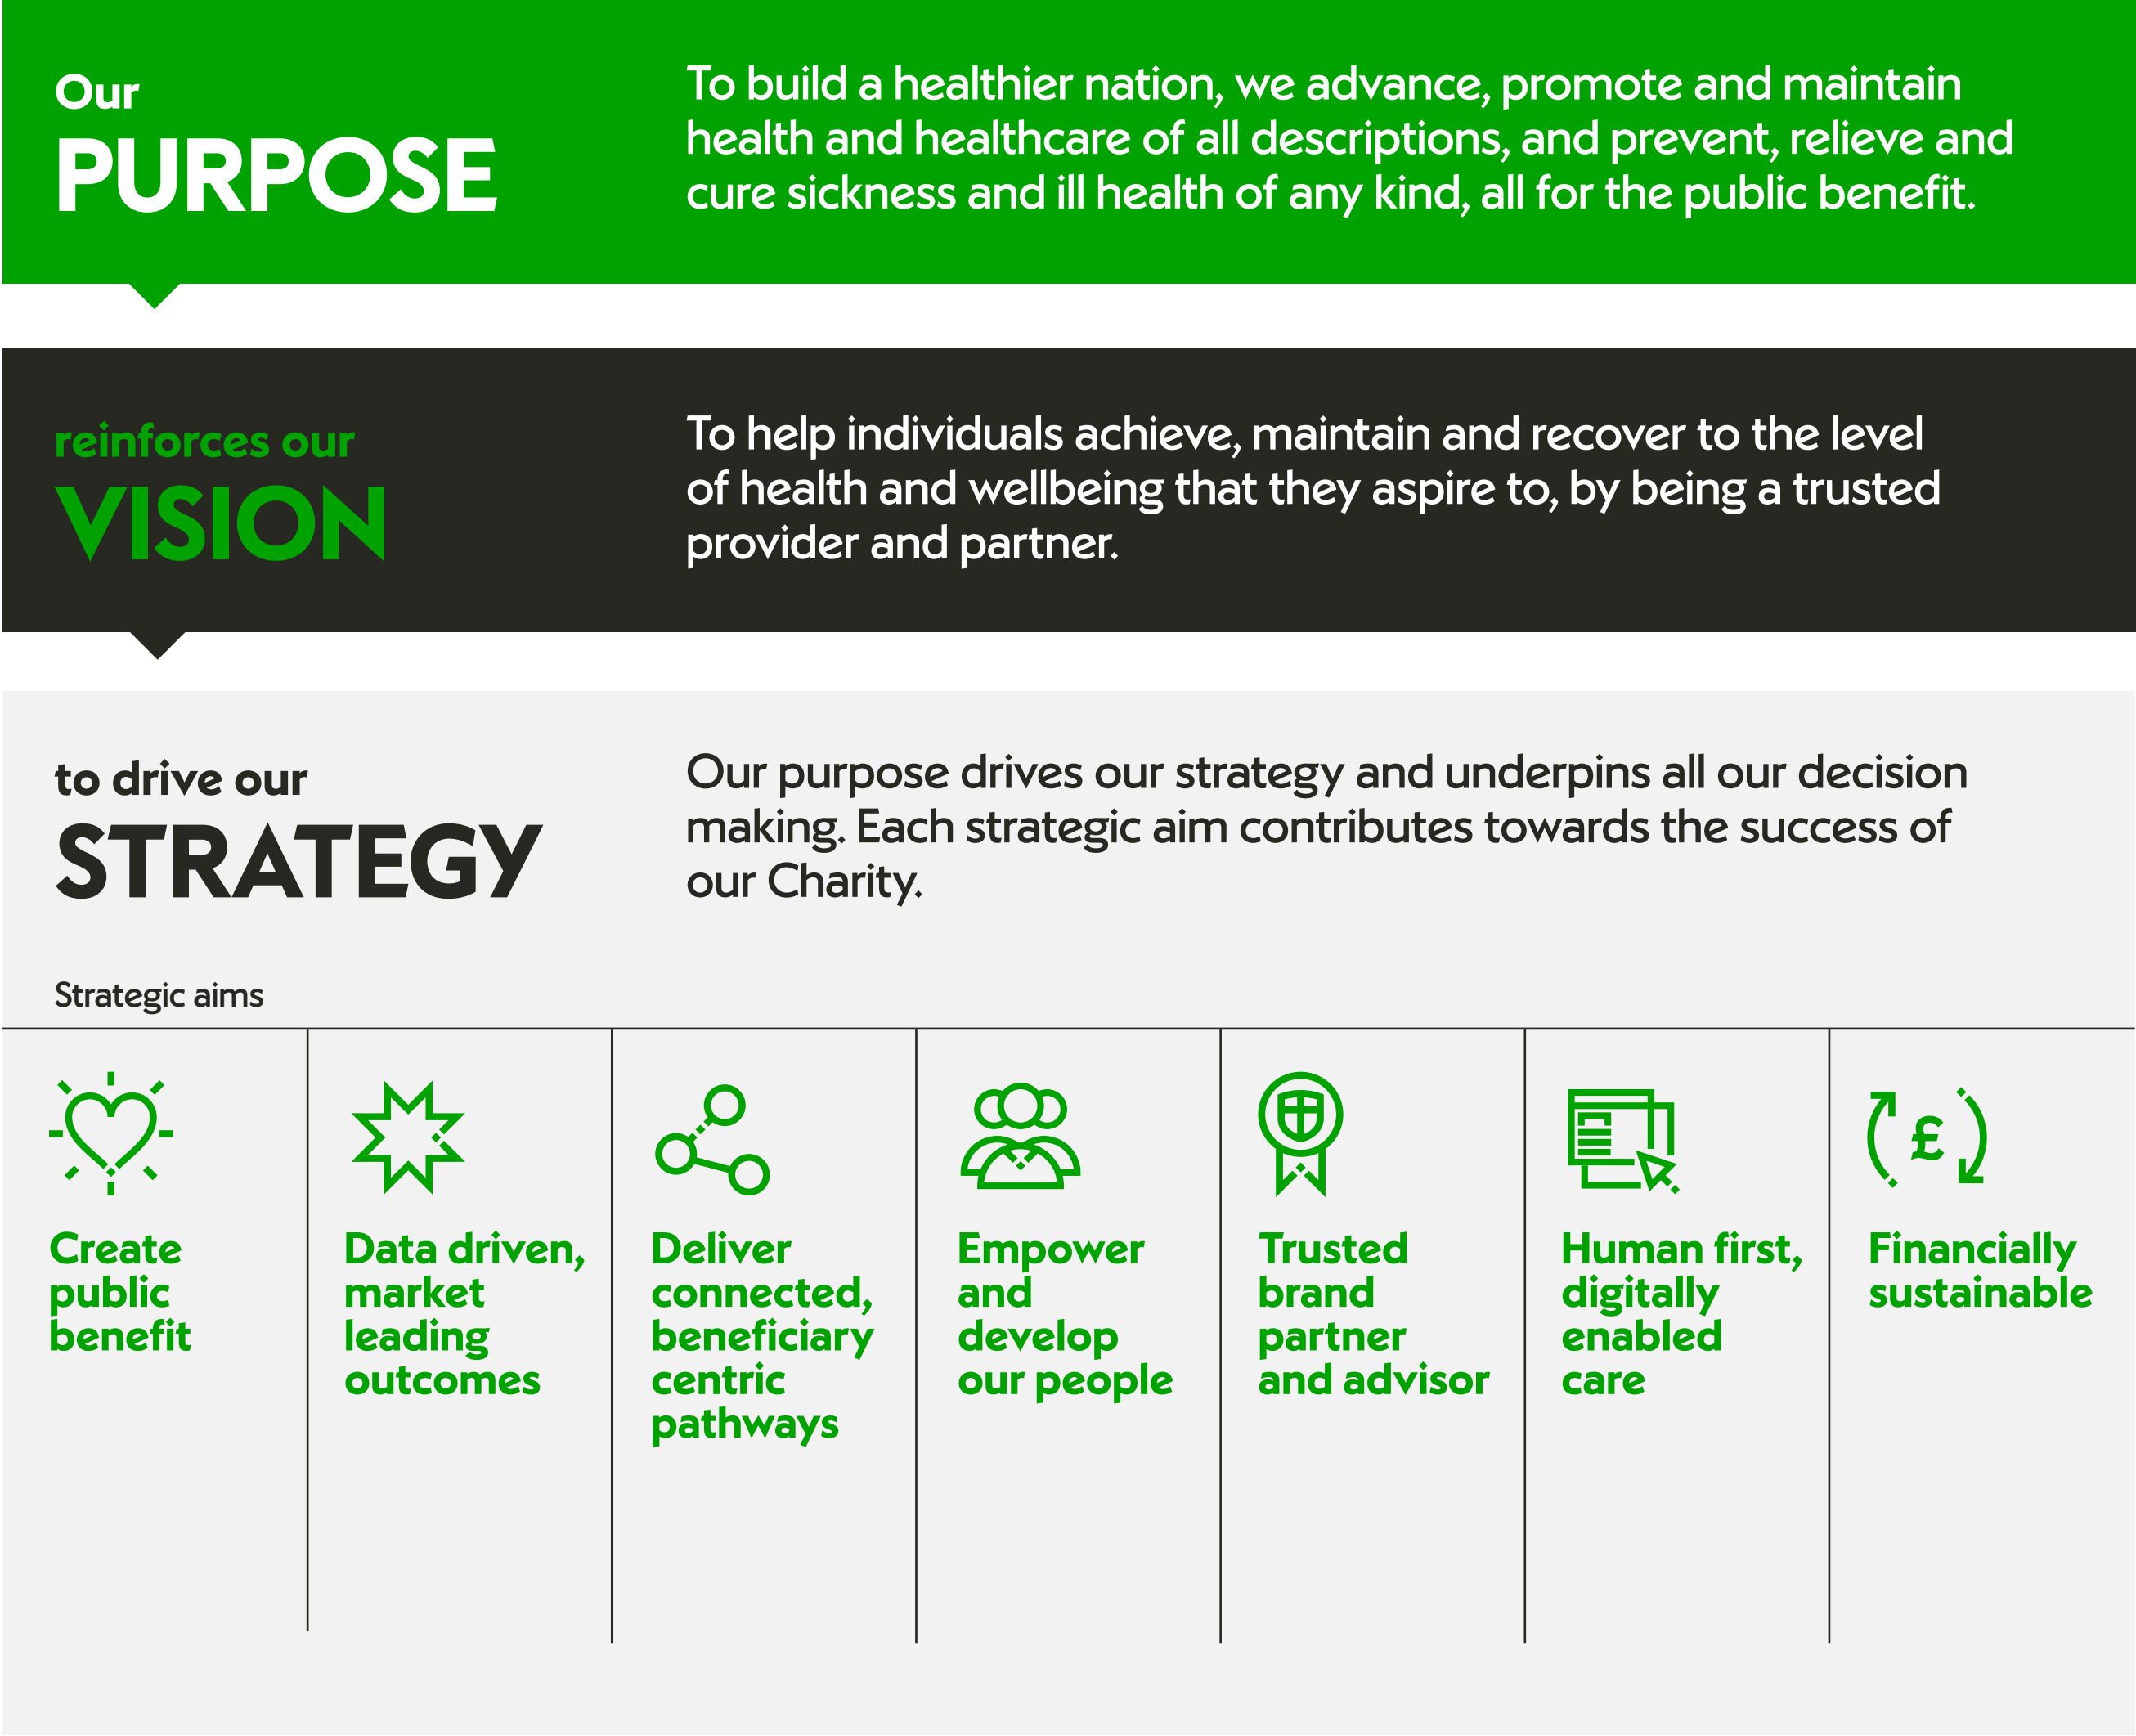 Our
PURPOSE
To build a healthier nation, we advance, promote and maintain
health and healthcare of all descriptions, and prevent, relieve and
cure sickness and ill health of any kind, all for the public benefit.
reinforces our
VISION
To help individuals achieve, maintain and recover to the level
of health and wellbeing that they aspire to, by being a trusted
provider and partner.
to drive our
STRATEGY
Our purpose drives our strategy and underpins all our decision
making. Each strategic aim contributes towards the success of
our Charity.
Strategic aims
Create
public
benefit
Data driven,
market
leading
outcomes
Deliver
connected,
beneficiary
centric
pathways
Empower
and
develop
our people
Trusted
brand
partner
and advisor
Human first,
digitally
enabled
care
£
Financially
sustainable